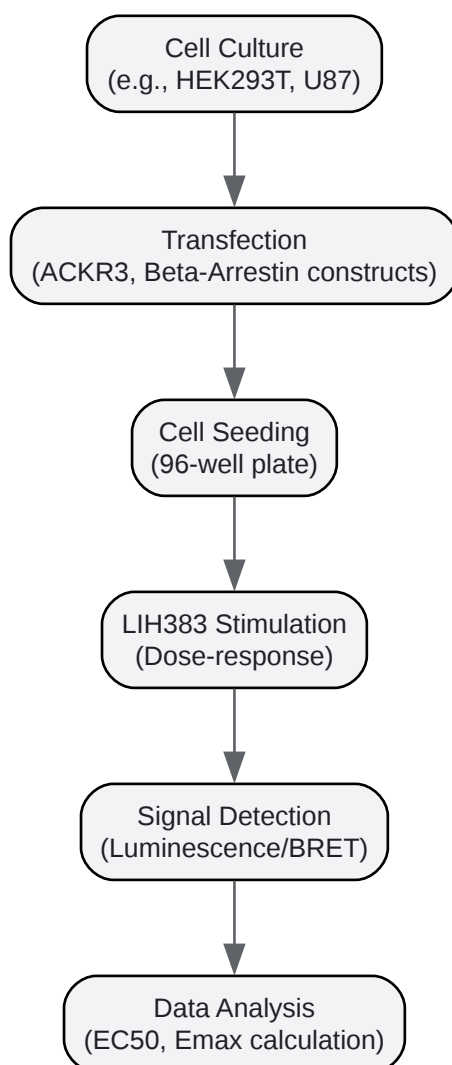 Cell Culture
(e.g., HEK293T, U87)
Transfection
(ACKR3, Beta-Arrestin constructs)
Cell Seeding
(96-well plate)
LIH383 Stimulation
(Dose-response)
Signal Detection
(Luminescence/BRET)
Data Analysis
(EC50, Emax calculation)